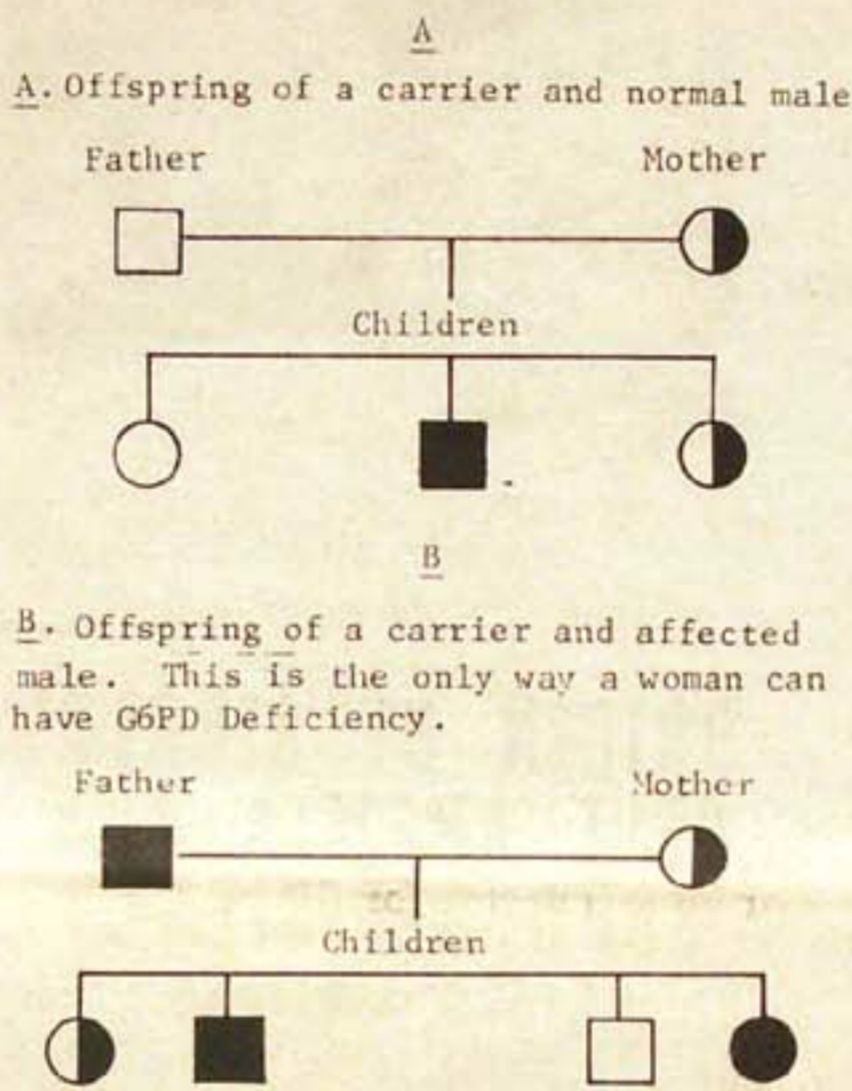 A
A. Offspring of a carrier and normal male
Father Mother
Children
B
B. Offspring of a carrier and affected
male. This is the only way a woman can
have G6PD Deficiency.
Father Mother
Children